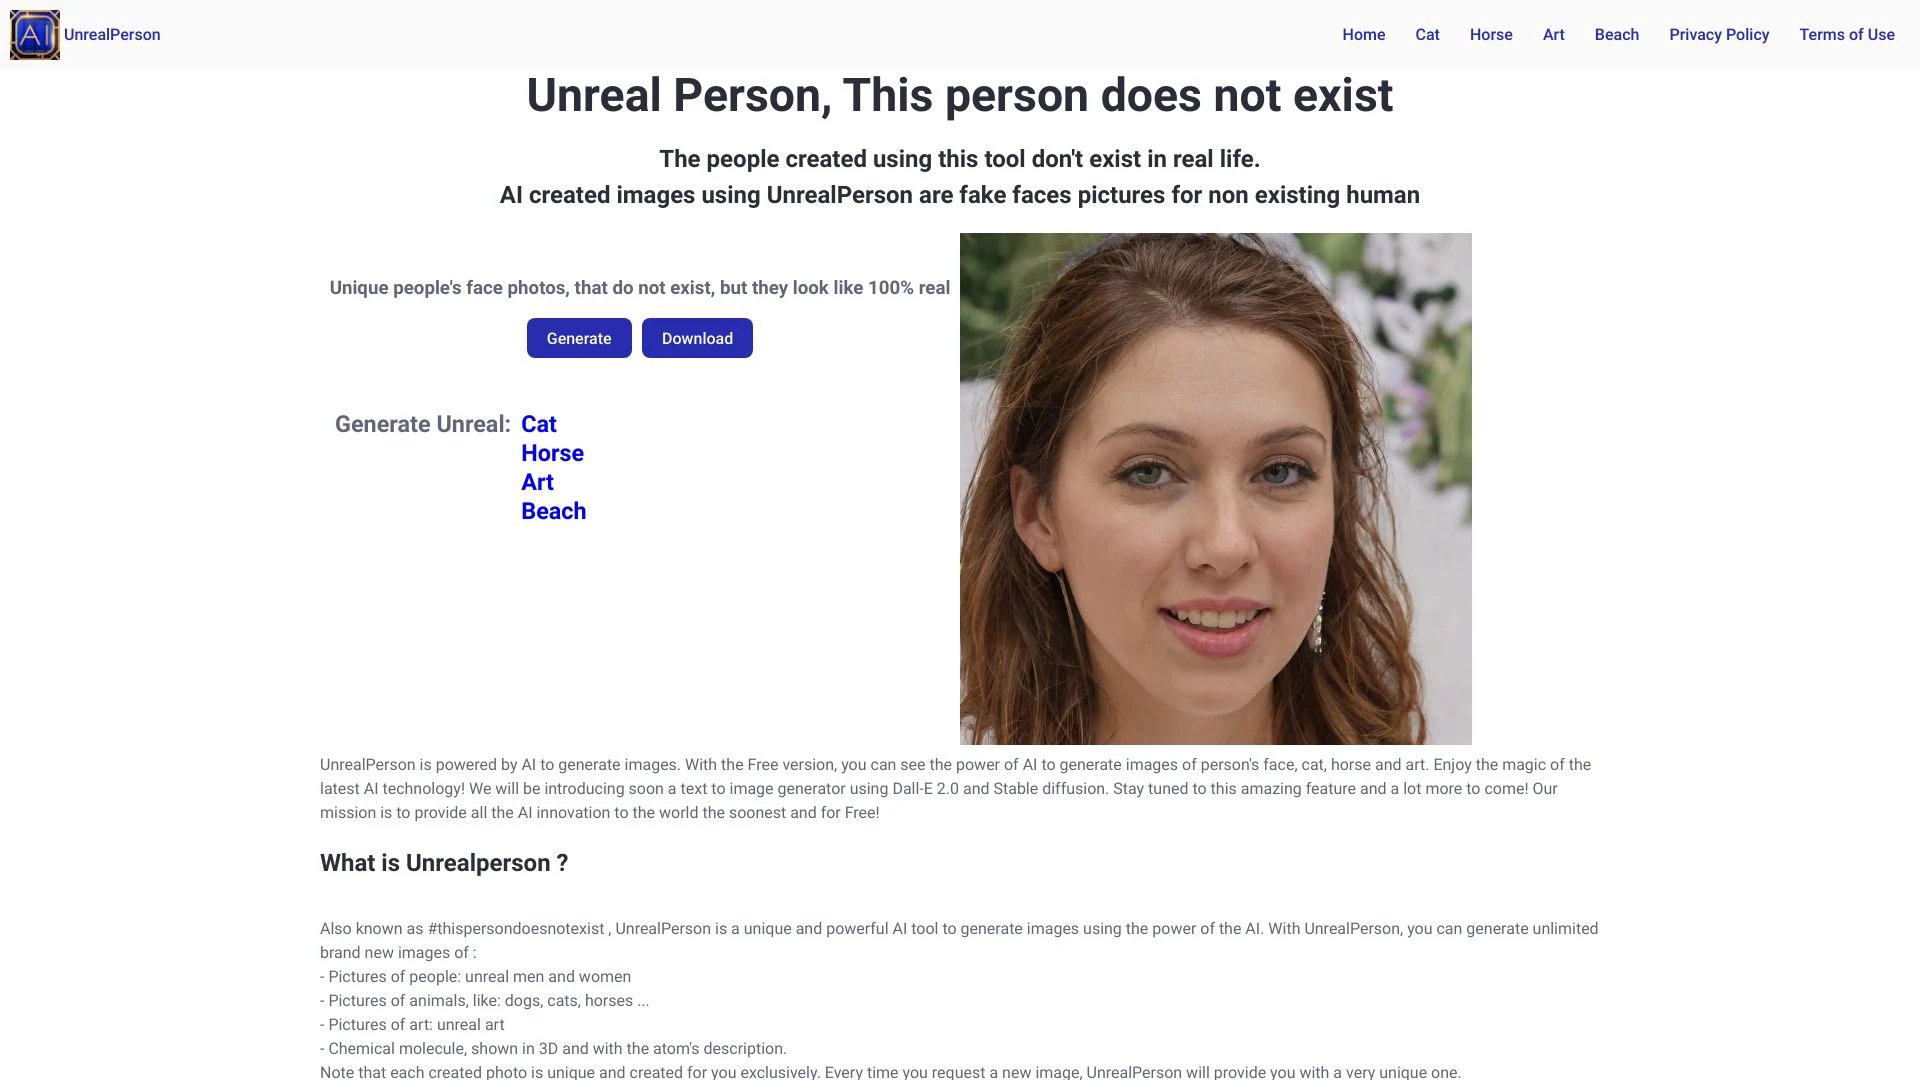 AI
UnrealPerson
Home Cat Horse Art Beach Privacy Policy Terms of Use
Unreal Person, This person does not exist
The people created using this tool don't exist in real life.
AI created images using UnrealPerson are fake faces pictures for non existing human
Unique people's face photos, that do not exist, but they look like 100% real
Generate Download
Generate Unreal: Cat
Horse
Art
Beach
UnrealPerson is powered by AI to generate images. With the Free version, you can see the power of AI to generate images of person's face, cat, horse and art. Enjoy the magic of the
latest AI technology! We will be introducing soon a text to image generator using Dall-E 2.0 and Stable diffusion. Stay tuned to this amazing feature and a lot more to come! Our
mission is to provide all the AI innovation to the world the soonest and for Free!
What is Unrealperson ?
Also known as #thispersondoesnotexist , UnrealPerson is a unique and powerful AI tool to generate images using the power of the AI. With UnrealPerson, you can generate unlimited
brand new images of :
- Pictures of people: unreal men and women
- Pictures of animals, like: dogs, cats, horses ...
- Pictures of art: unreal art
- Chemical molecule, shown in 3D and with the atom's description.
Note that each created photo is unique and created for you exclusively. Every time you request a new image, UnrealPerson will provide you with a very unique one.